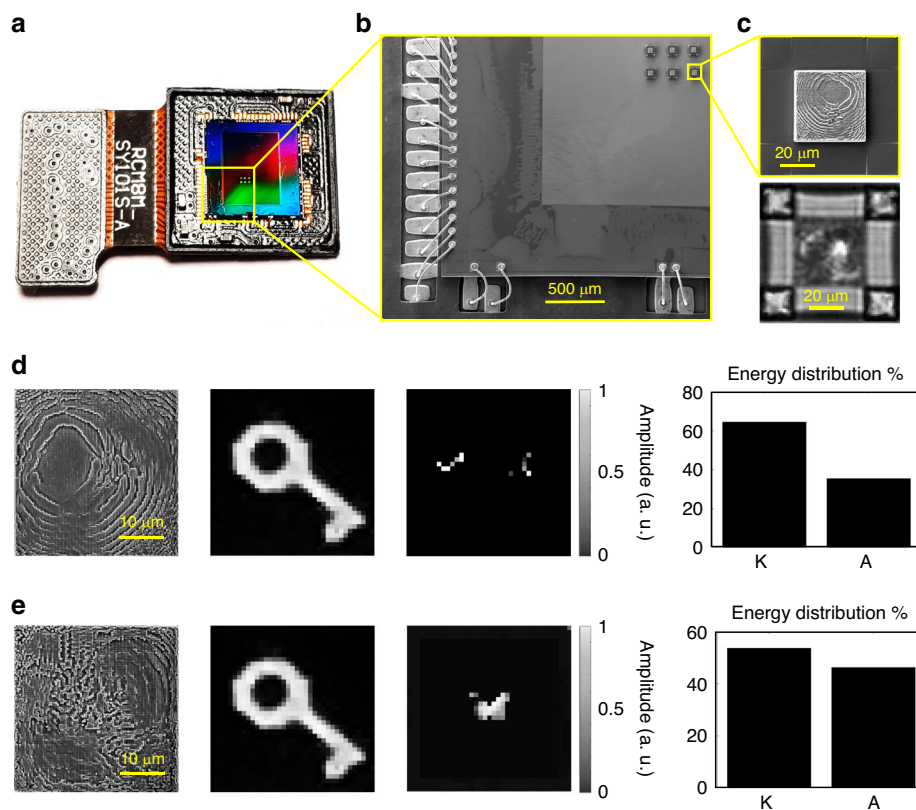 a
b
c
RCM8M-
SY101S-A
500 μm
20 μm
20 μm
d
10 μm
1
0.5
0
Amplitude (a. u.)
Energy distribution %
80
60
40
20
0
K
A
e
10 μm
1
0.5
0
Amplitude (a. u.)
Energy distribution %
60
40
20
0
K
A